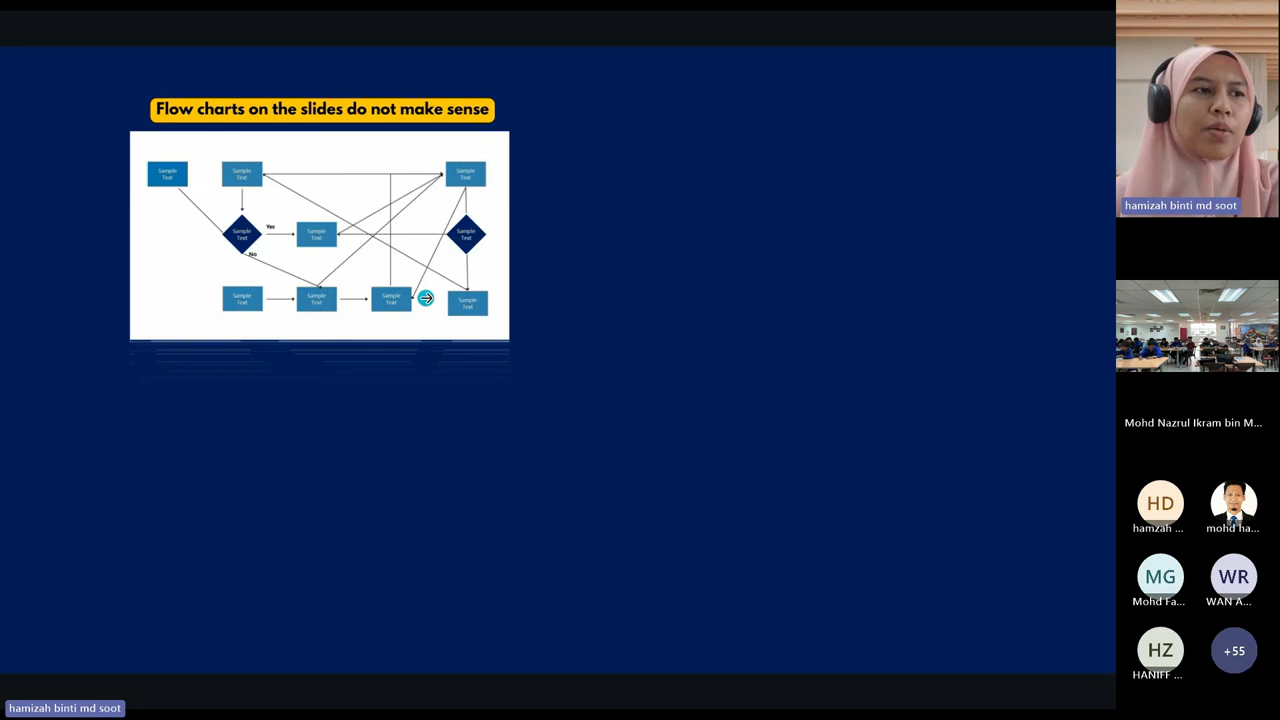 Flow charts on the slides do not make sense
Sample
Text
Sample
Text
Sample
Text
Sample
Text
Yes
Sample
Text
Sample
Text
No
Sample
Text
Sample
Text
Sample
Text
Sample
Text
hamizah binti md soot
Mohd Nazrul Ikram bin M...
HD
hamzah ...
mohd ha...
MG
Mohd Fa...
WR
WAN A...
HZ
HANIFF ...
+55
hamizah binti md soot